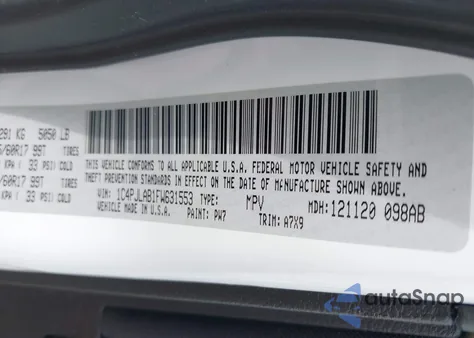 281 KG 5050 LB
/60R17 99T TIRES
KPA ( 33 PSI) COLD
/60R17 99T TIRES
KPA ( 33 PSI) COLD
THIS VEHICLE CONFORMS TO ALL APPLICABLE U.S.A. FEDERAL MOTOR VEHICLE SAFETY AND
THEFT PREVENTION STANDARDS IN EFFECT ON THE DATE OF MANUFACTURE SHOWN ABOVE.
VIN: 1C4PJLAB1FW631553 TYPE: MPV MDH: 121120 098AB
VEHICLE MADE IN U.S.A. PAINT: PW7 TRIM: A7X9
autoSnap